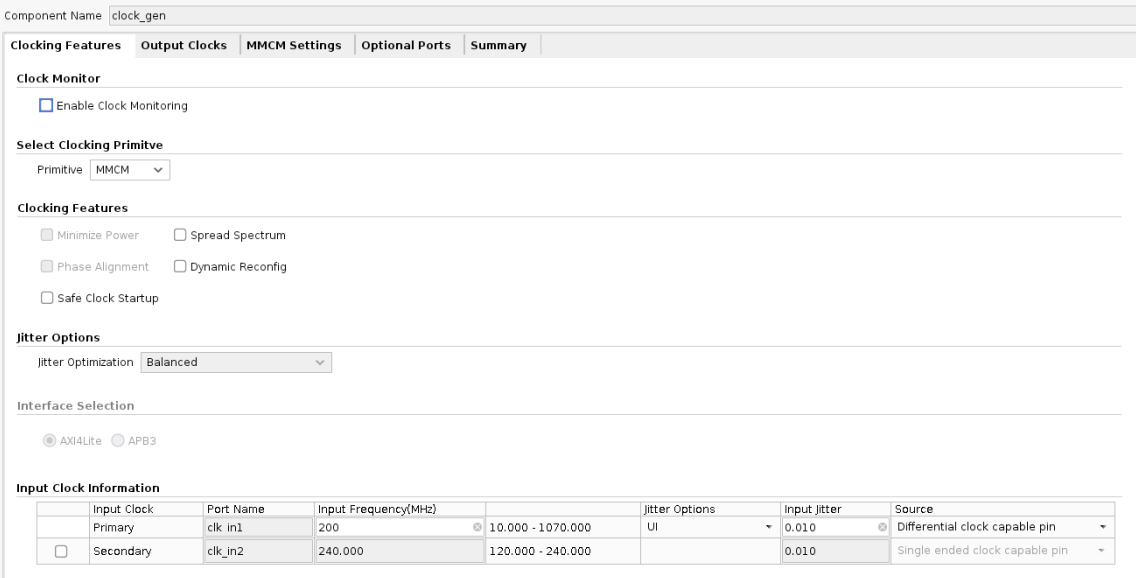 Component Name clock_gen
Clocking Features Output Clocks MMCM Settings Optional Ports Summary
Clock Monitor
Enable Clock Monitoring
Select Clocking Primitve
Primitive MMCM
Clocking Features
Minimize Power Spread Spectrum
Phase Alignment Dynamic Reconfig
Safe Clock Startup
Jitter Options
Jitter Optimization Balanced
Interface Selection
AXI4Lite APB3
Input Clock Information
Input Clock Port Name Input Frequency(MHz) Jitter Options Input Jitter Source
Primary clk_in1 200 10.000 - 1070.000 UI 0.010 Differential clock capable pin
Secondary clk_in2 240.000 120.000 - 240.000 0.010 Single ended clock capable pin